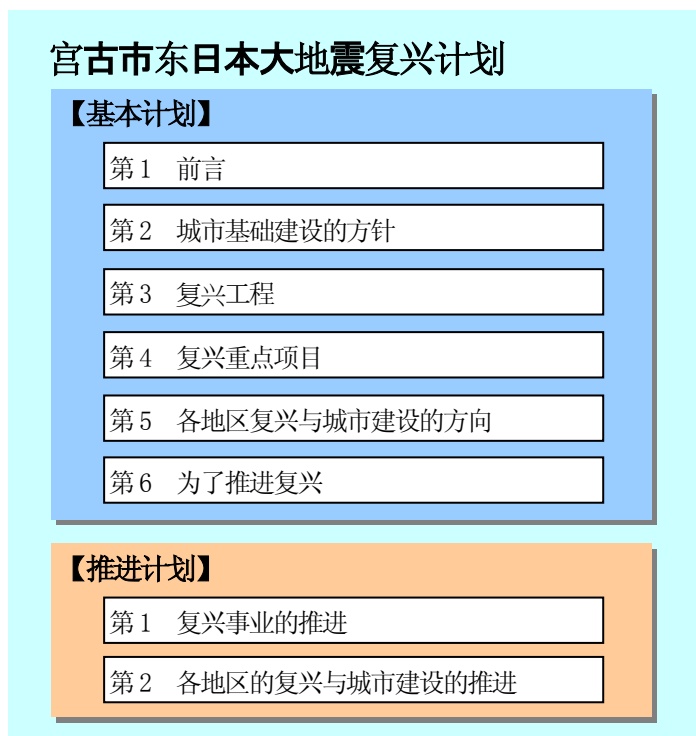 宫古市东日本大地震复兴计划
【基本计划】
第1　前言
第2　城市基础建设的方针
第3　复兴工程
第4　复兴重点项目
第5　各地区复兴与城市建设的方向
第6　为了推进复兴
【推进计划】
第1　复兴事业的推进
第2　各地区的复兴与城市建设的推进